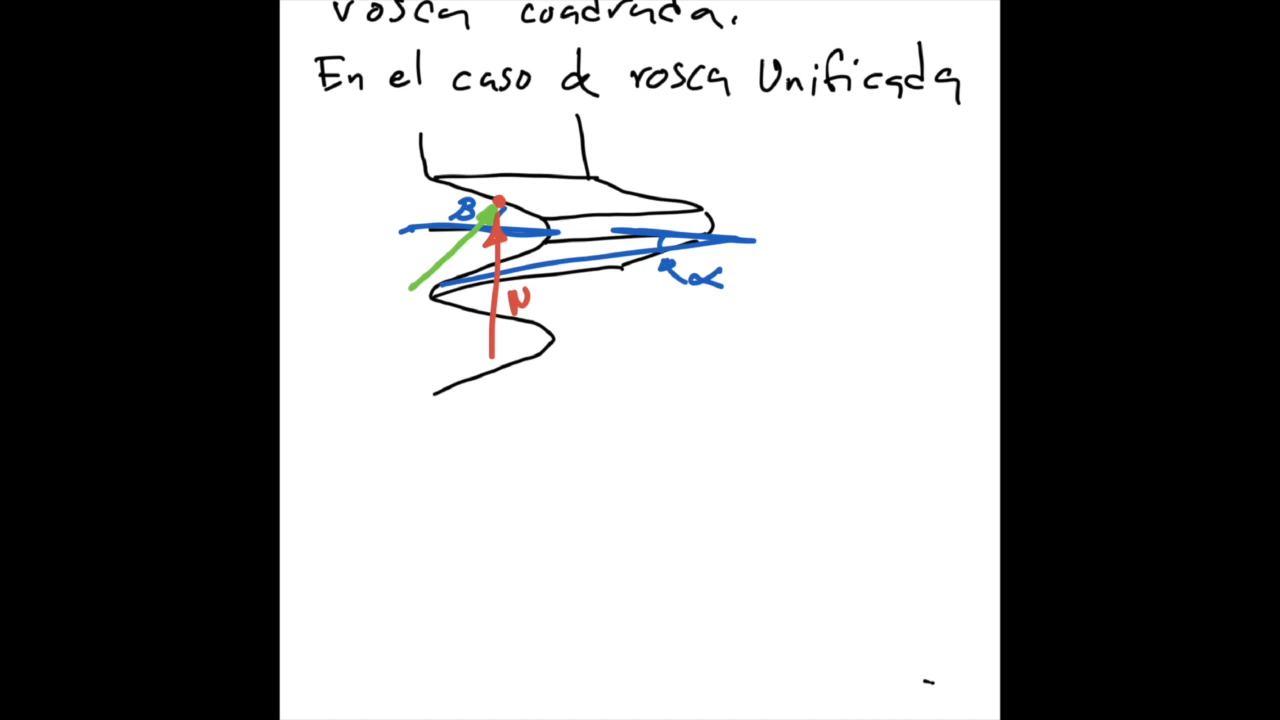 rosca cuadrada.
En el caso de rosca Unificada
B
α
N